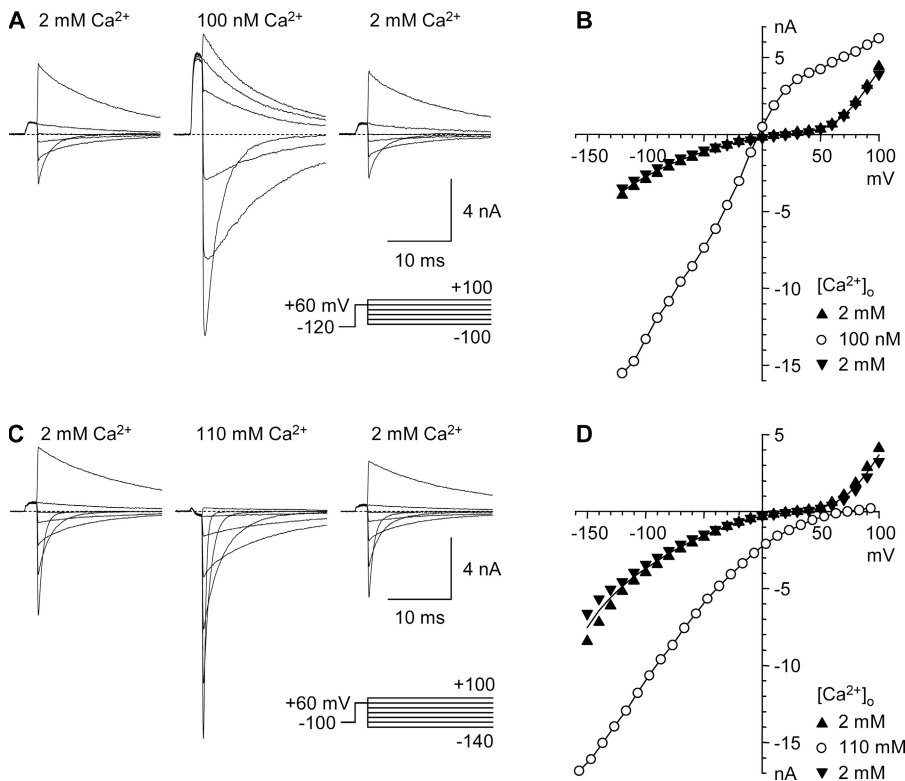 A
2 mM Ca²⁺ 100 nM Ca²⁺ 2 mM Ca²⁺
4 nA
10 ms
+100
+60 mV
-120
-100
B
nA
5
-150 -100 50 100
mV
-5
-10
-15
[Ca²⁺]ₒ
▲ 2 mM
○ 100 nM
▼ 2 mM
C
2 mM Ca²⁺ 110 mM Ca²⁺ 2 mM Ca²⁺
4 nA
10 ms
+100
+60 mV
-100
-140
D
5
-150 -100 50 100
mV
-5
-10
-15
nA
[Ca²⁺]ₒ
▲ 2 mM
○ 110 mM
▼ 2 mM